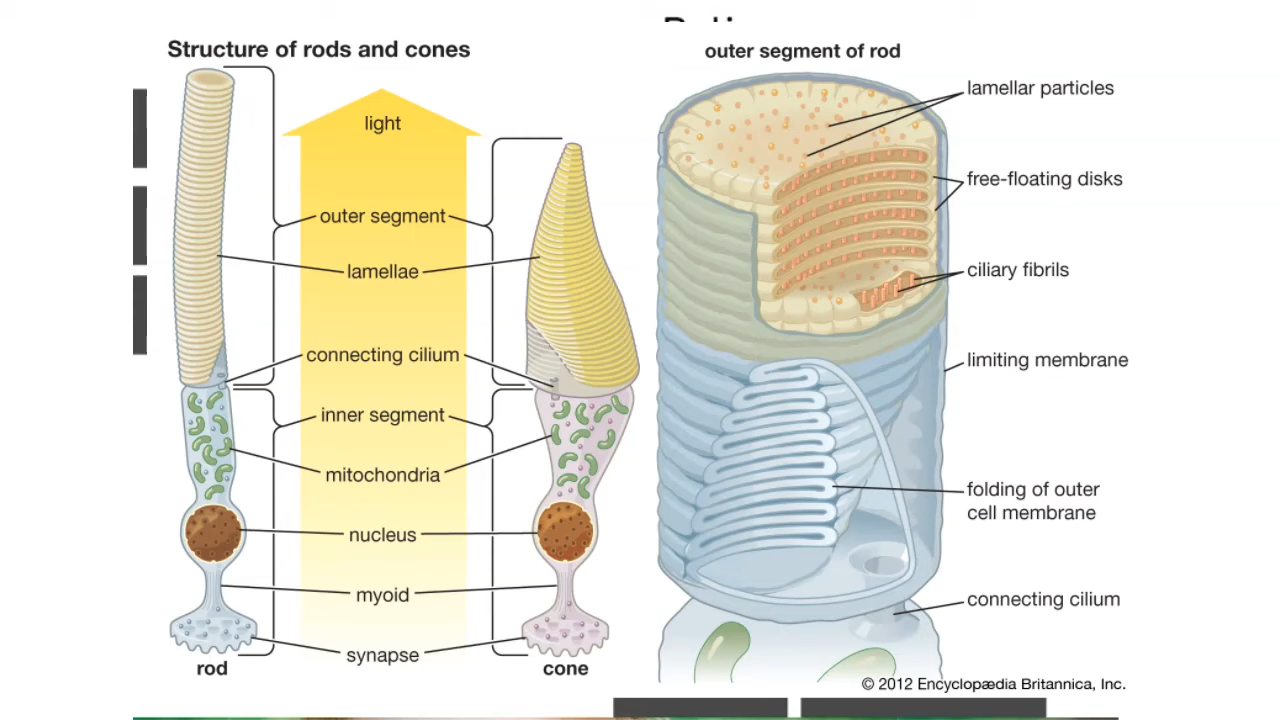 Structure of rods and cones
light
outer segment
lamellae
connecting cilium
inner segment
mitochondria
nucleus
myoid
synapse
rod
cone
outer segment of rod
lamellar particles
free-floating disks
ciliary fibrils
limiting membrane
folding of outer
cell membrane
connecting cilium
© 2012 Encyclopædia Britannica, Inc.